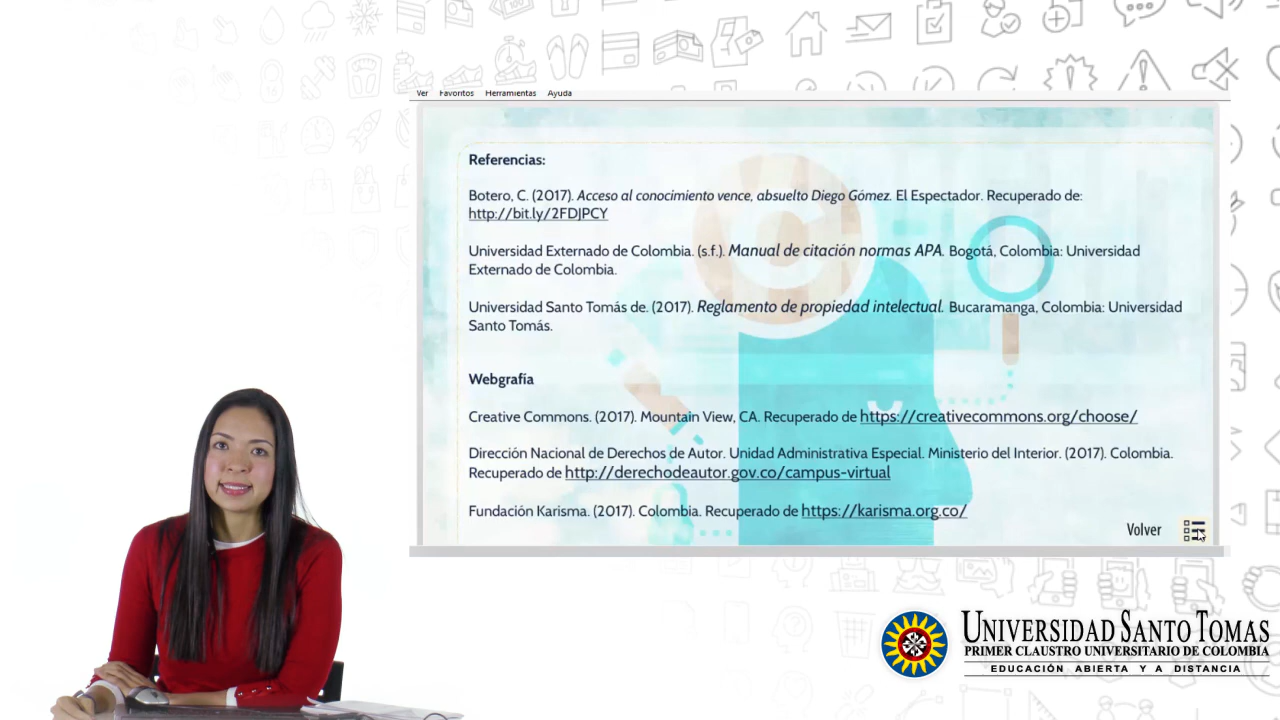 Ver Favoritos Herramientas Ayuda
Referencias:
Botero, C. (2017). Acceso al conocimiento vence, absuelto Diego Gómez. El Espectador. Recuperado de:
http://bit.ly/2FDJPCY
Universidad Externado de Colombia. (s.f.). Manual de citación normas APA. Bogotá, Colombia: Universidad
Externado de Colombia.
Universidad Santo Tomás de. (2017). Reglamento de propiedad intelectual. Bucaramanga, Colombia: Universidad
Santo Tomás.
Webgrafía
Creative Commons. (2017). Mountain View, CA. Recuperado de https://creativecommons.org/choose/
Dirección Nacional de Derechos de Autor. Unidad Administrativa Especial. Ministerio del Interior. (2017). Colombia.
Recuperado de http://derechodeautor.gov.co/campus-virtual
Fundación Karisma. (2017). Colombia. Recuperado de https://karisma.org.co/
Volver
UNIVERSIDAD SANTO TOMAS
PRIMER CLAUSTRO UNIVERSITARIO DE COLOMBIA
EDUCACIÓN ABIERTA Y A DISTANCIA